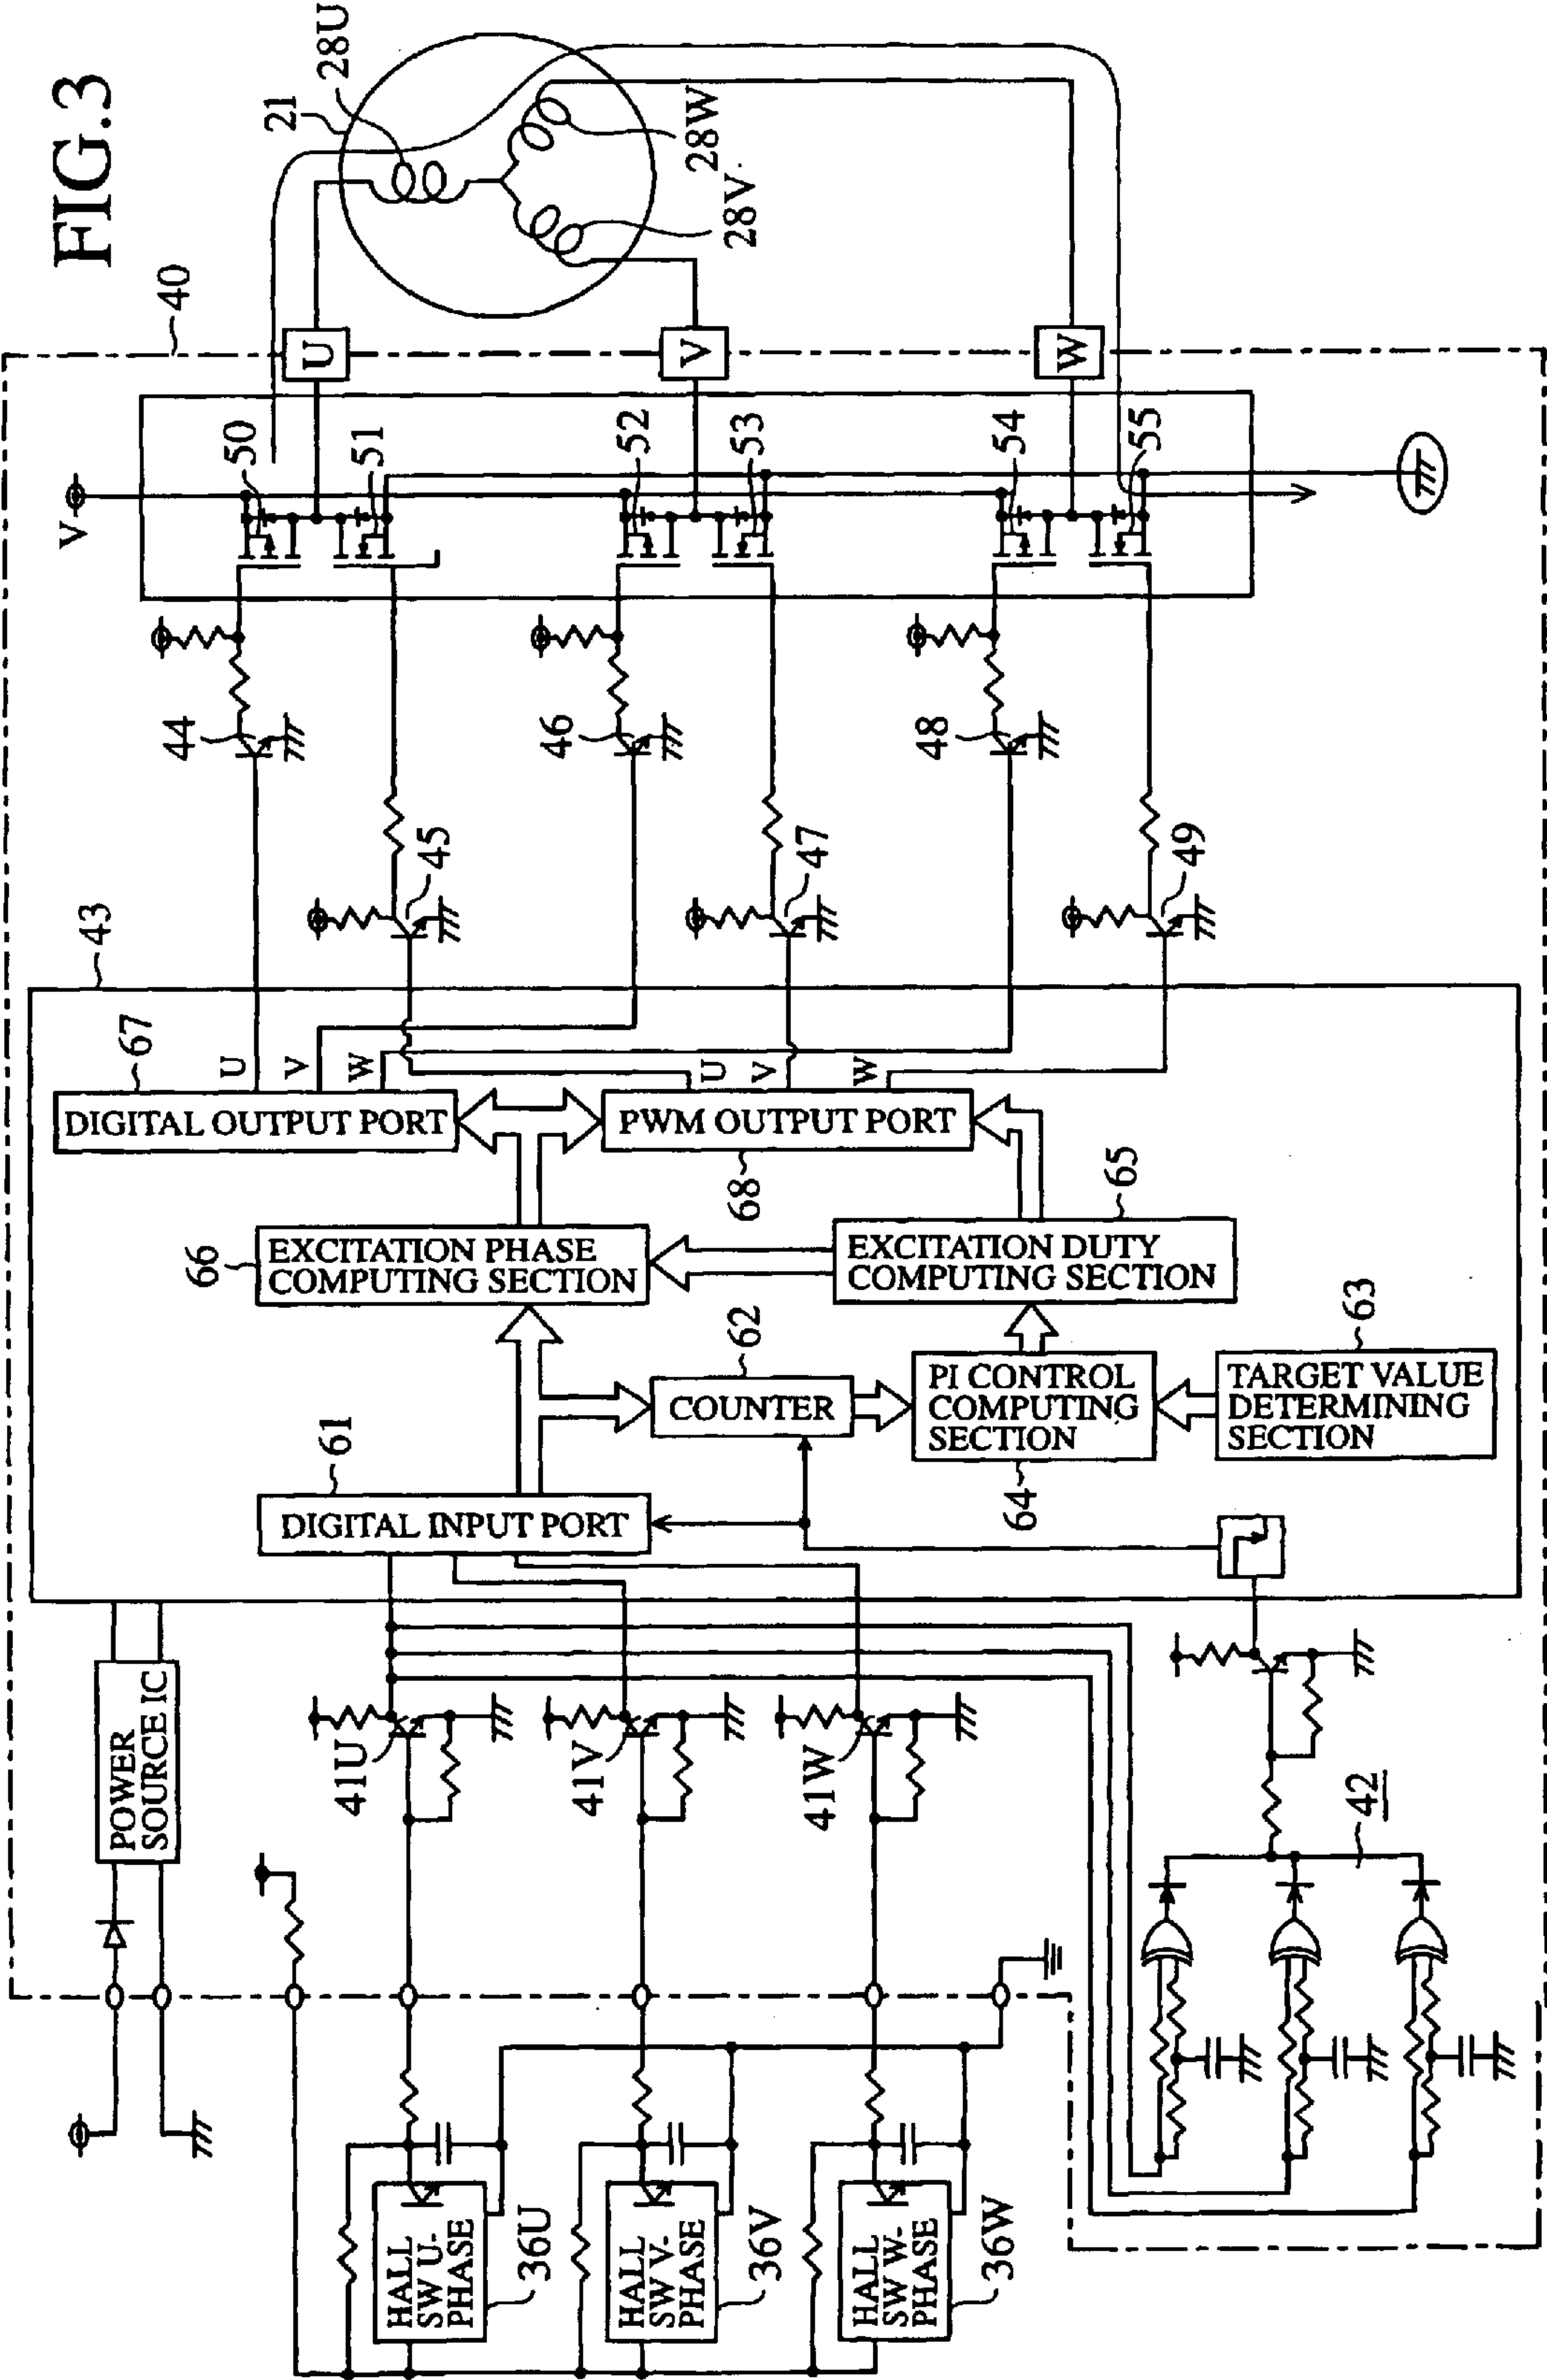 FIG.3
21
28U
28W
28V
40
U
V
W
V
50
51
52
53
54
55
44
46
48
45
47
49
43
67
U
V
W
U
V
W
DIGITAL OUTPUT PORT
PWM OUTPUT PORT
68
65
66
EXCITATION PHASE
COMPUTING SECTION
EXCITATION DUTY
COMPUTING SECTION
62
63
COUNTER
PI CONTROL
COMPUTING
SECTION
TARGET VALUE
DETERMINING
SECTION
61
64
DIGITAL INPUT PORT
POWER
SOURCE IC
41U
41V
41W
42
HALL
SW U-
PHASE
36U
HALL
SW V-
PHASE
36V
HALL
SW W-
PHASE
36W